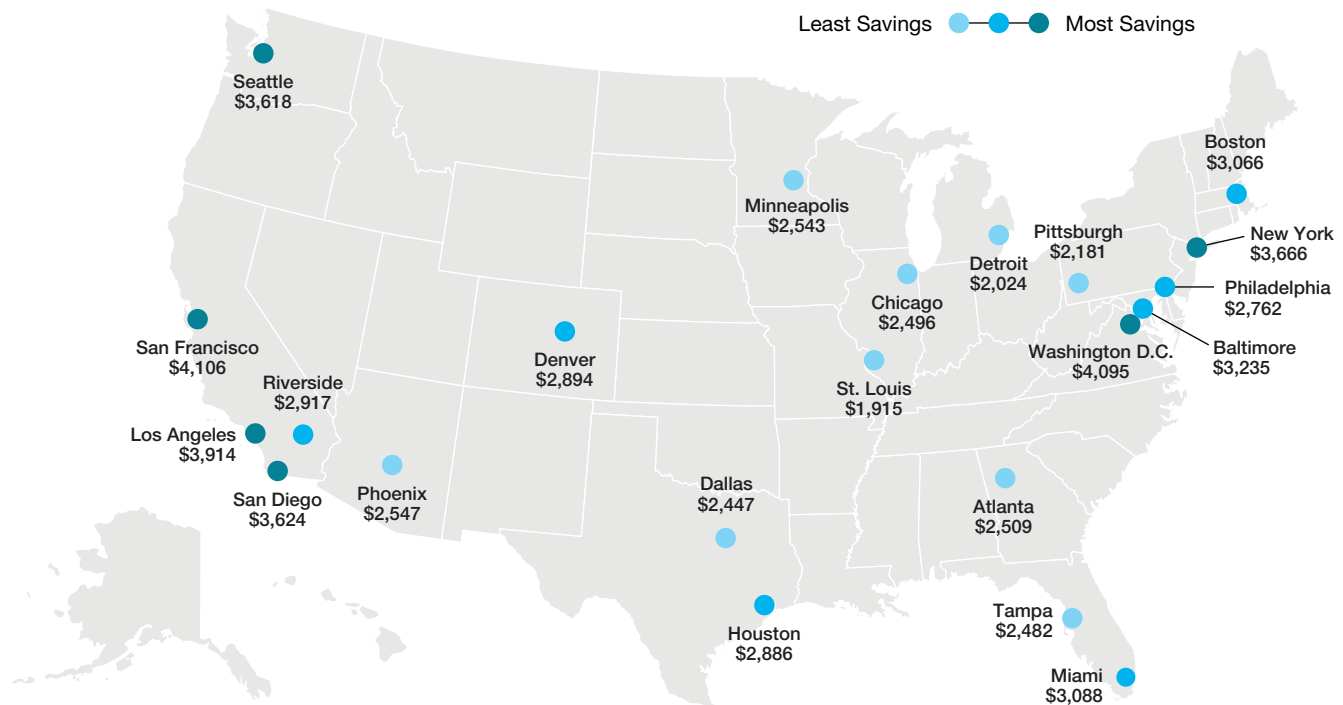 Least Savings
Most Savings
Seattle
$3,618
Boston
$3,066
Minneapolis
$2,543
Pittsburgh
$2,181
New York
$3,666
Detroit
$2,024
Philadelphia
$2,762
Chicago
$2,496
San Francisco
$4,106
Denver
$2,894
Washington D.C.
$4,095
Baltimore
$3,235
Riverside
$2,917
St. Louis
$1,915
Los Angeles
$3,914
San Diego
$3,624
Phoenix
$2,547
Dallas
$2,447
Atlanta
$2,509
Houston
$2,886
Tampa
$2,482
Miami
$3,088